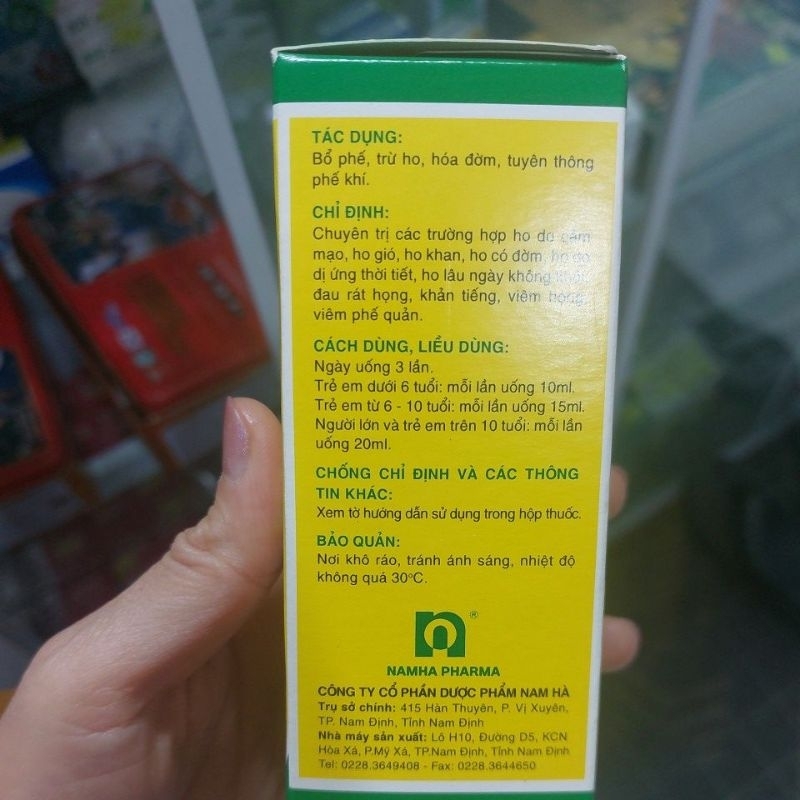 TÁC DỤNG:
Bổ phế, trừ ho, hóa đờm, tuyên thông
phế khí.
CHỈ ĐỊNH:
Chuyên trị các trường hợp ho do cảm
mạo, ho gió, ho khan, ho có đờm, ho do
dị ứng thời tiết, ho lâu ngày không khỏi,
đau rát họng, khản tiếng, viêm họng,
viêm phế quản.
CÁCH DÙNG, LIỀU DÙNG:
Ngày uống 3 lần.
Trẻ em dưới 6 tuổi: mỗi lần uống 10ml.
Trẻ em từ 6 - 10 tuổi: mỗi lần uống 15ml.
Người lớn và trẻ em trên 10 tuổi: mỗi lần
uống 20ml.
CHỐNG CHỈ ĐỊNH VÀ CÁC THÔNG
TIN KHÁC:
Xem tờ hướng dẫn sử dụng trong hộp thuốc.
BẢO QUẢN:
Nơi khô ráo, tránh ánh sáng, nhiệt độ
không quá 30°C.
®
NAMHA PHARMA
CÔNG TY CỔ PHẦN DƯỢC PHẨM NAM HÀ
Trụ sở chính: 415 Hàn Thuyên, P. Vị Xuyên,
TP. Nam Định, Tỉnh Nam Định
Nhà máy sản xuất: Lô H10, Đường D5, KCN
Hòa Xá, P.Mỹ Xá, TP.Nam Định, Tỉnh Nam Định
Tel: 0228.3649408 - Fax: 0228.3644650